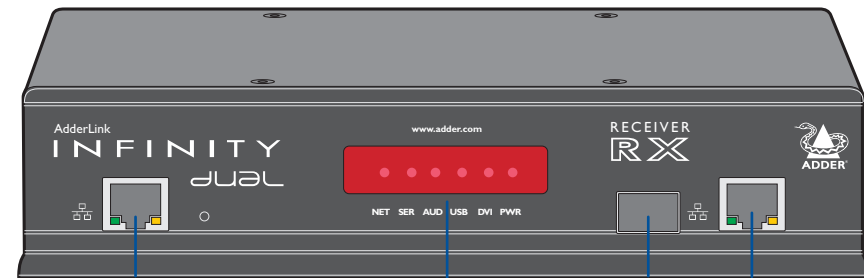 AdderLink
INFINITY
dual
www.adder.com
NET SER AUD USB DVI PWR
RECEIVER
RX
ADDER®